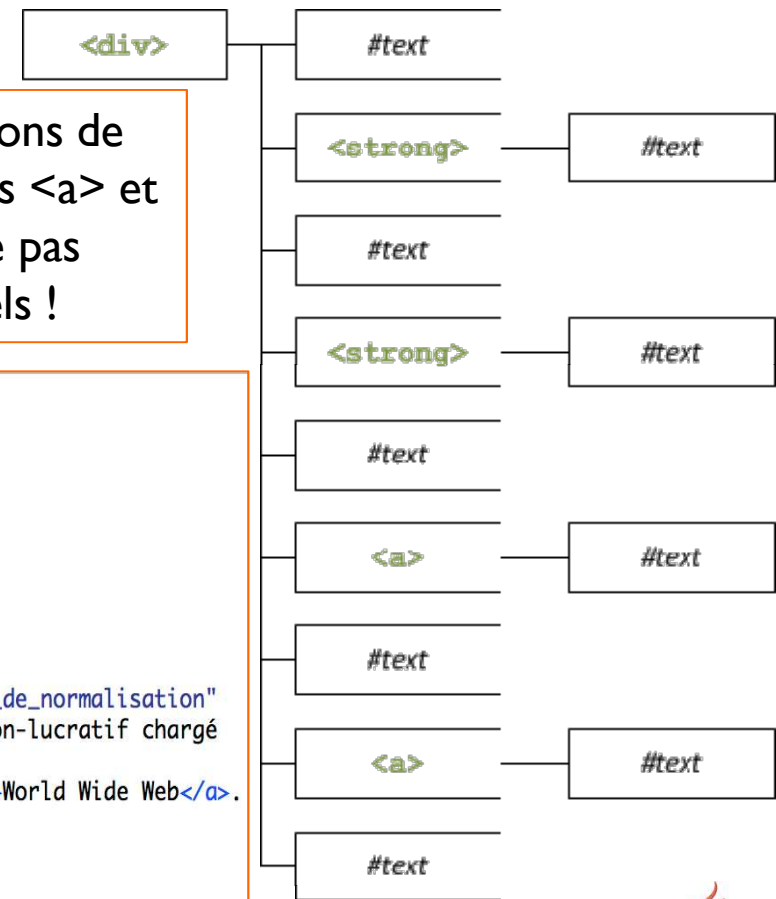 <div>
#text
ons de
s <a> et
e pas
els !
<strong>
#text
#text
<strong>
#text
#text
<a>
#text
#text
_de_normalisation"
on-lucratif chargé
World Wide Web</a>.
<a>
#text
#text